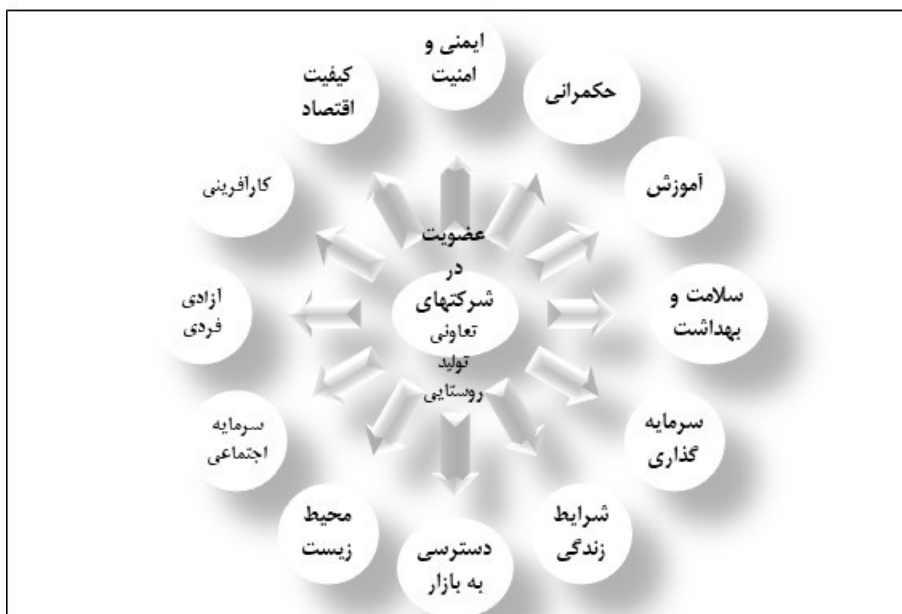 ایمنی و
امنیت
حکمرانی
آموزش
سلامت و
بهداشت
سرمایه
گذاری
شرایط
زندگی
دسترسی
به بازار
محیط
زیست
سرمایه
اجتماعی
آزادی
فردی
کارآفرینی
کیفیت
اقتصاد
عضویت
در
شرکتهای
تعاونی
تولید
روستایی